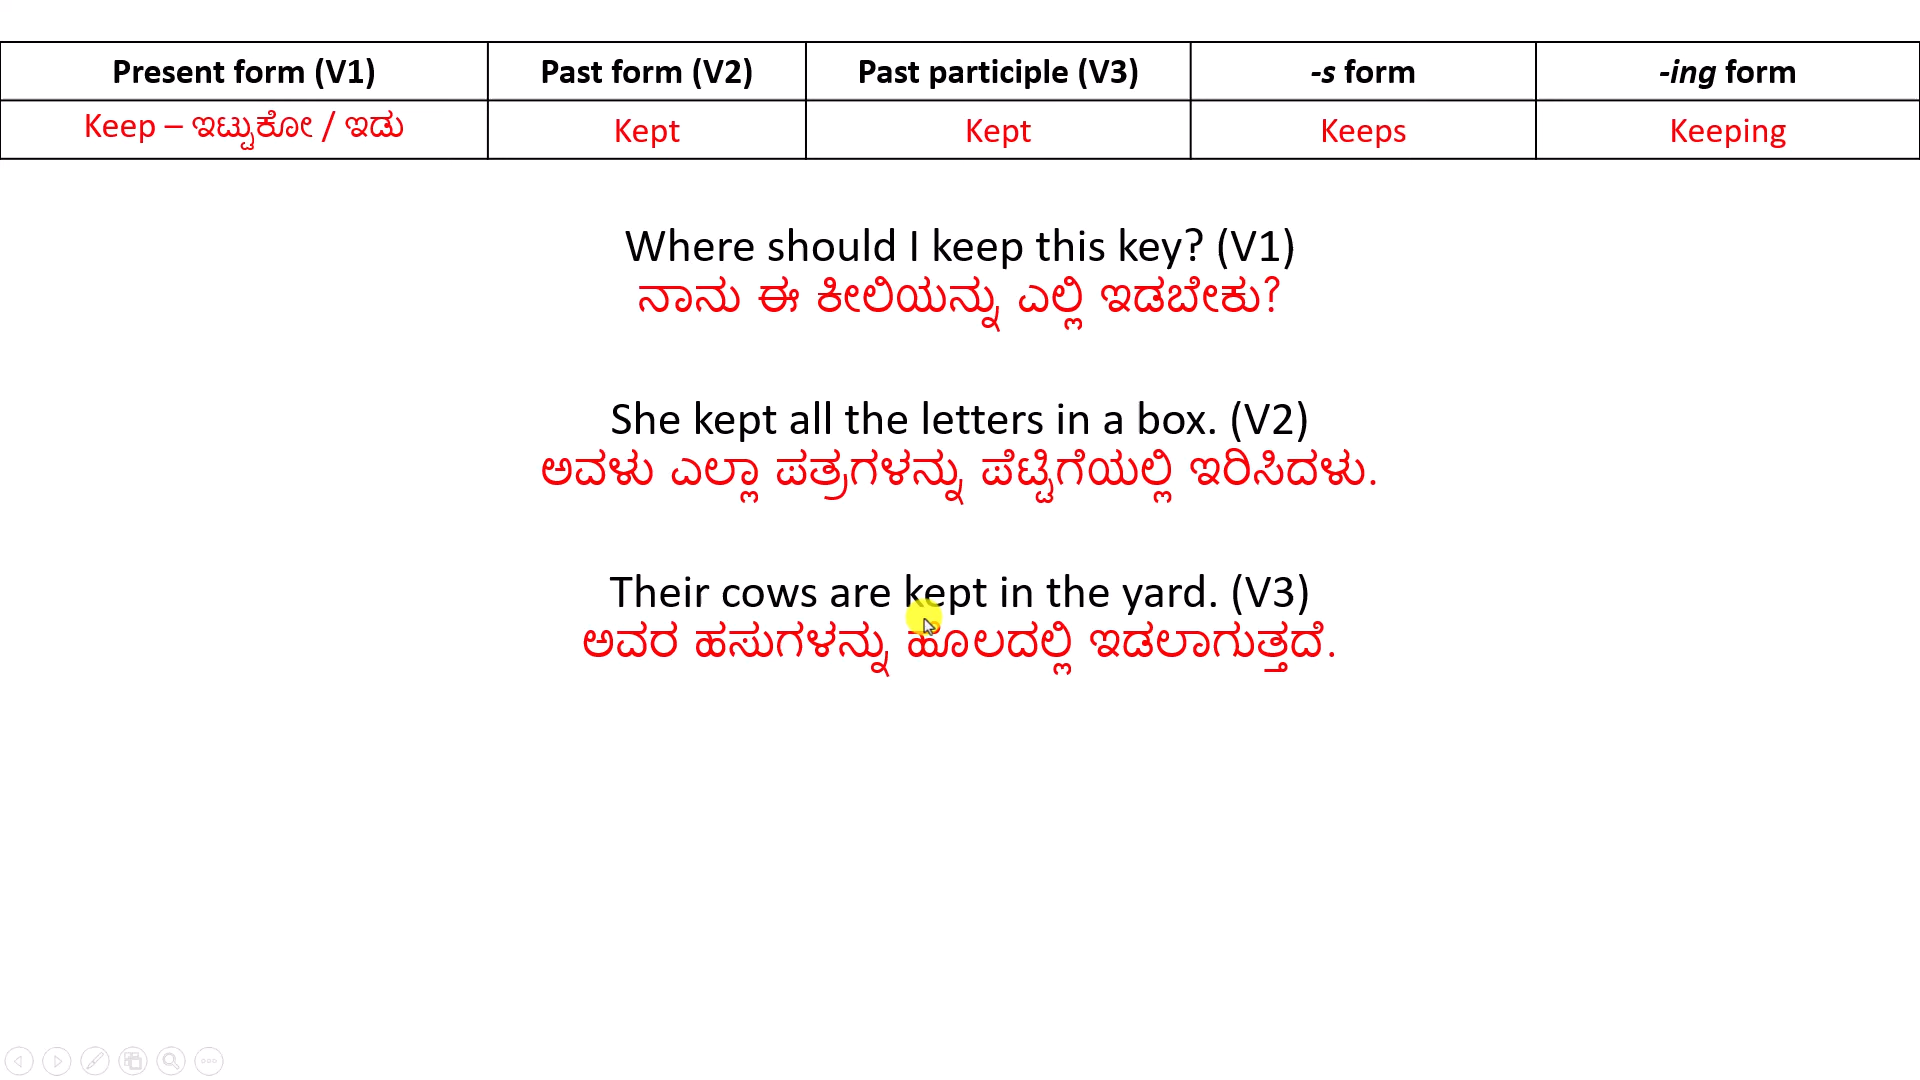 Present form (V1) Past form (V2) Past participle (V3) -s form -ing form
Keep – ಇಟ್ಟುಕೋ / ಇಡು Kept Kept Keeps Keeping
Where should I keep this key? (V1)
ನಾನು ಈ ಕೀಲಿಯನ್ನು ಎಲ್ಲಿ ಇಡಬೇಕು?
She kept all the letters in a box. (V2)
ಅವಳು ಎಲ್ಲಾ ಪತ್ರಗಳನ್ನು ಪೆಟ್ಟಿಗೆಯಲ್ಲಿ ಇರಿಸಿದಳು.
Their cows are kept in the yard. (V3)
ಅವರ ಹಸುಗಳನ್ನು ಹೊಲದಲ್ಲಿ ಇಡಲಾಗುತ್ತದೆ.